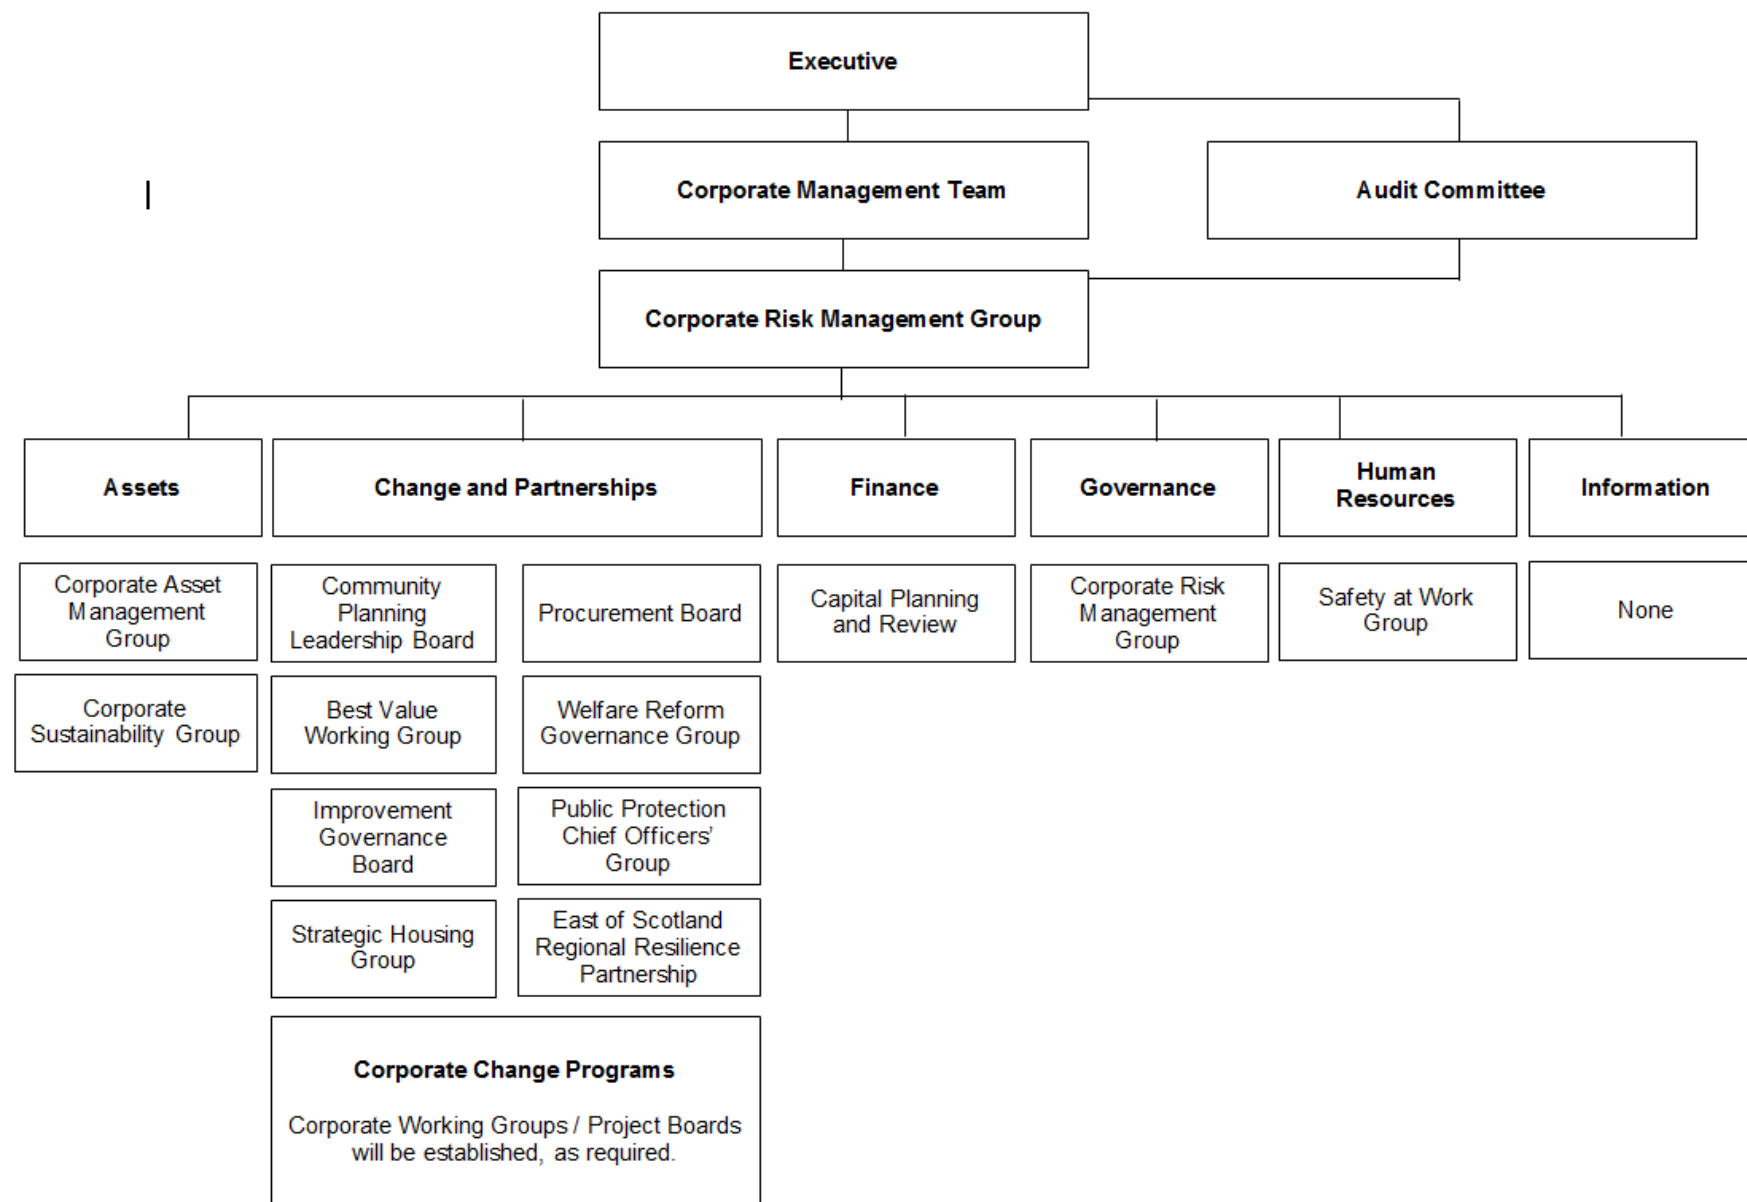 Executive
Corporate Management Team
Audit Committee
Corporate Risk Management Group
Assets
Change and Partnerships
Finance
Governance
Human
Resources
Information
Corporate Asset
Management
Group
Community
Planning
Leadership Board
Procurement Board
Capital Planning
and Review
Corporate Risk
Management
Group
Safety at Work
Group
None
Corporate
Sustainability Group
Best Value
Working Group
Welfare Reform
Governance Group
Improvement
Governance
Board
Public Protection
Chief Officers'
Group
Strategic Housing
Group
East of Scotland
Regional Resilience
Partnership
Corporate Change Programs
Corporate Working Groups / Project Boards
will be established, as required.